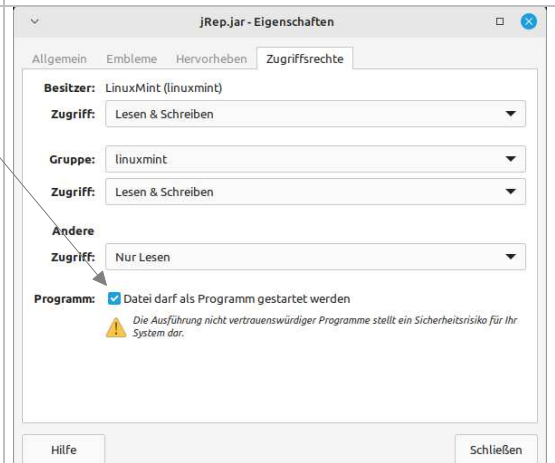 jRep.jar - Eigenschaften
Allgemein Embleme Hervorheben Zugriffsrechte
Besitzer: LinuxMint (linuxmint)
Zugriff: Lesen & Schreiben
Gruppe: linuxmint
Zugriff: Lesen & Schreiben
Andere
Zugriff: Nur Lesen
Programm: Datei darf als Programm gestartet werden
Die Ausführung nicht vertrauenswürdiger Programme stellt ein Sicherheitsrisiko für Ihr
System dar.
Hilfe Schließen